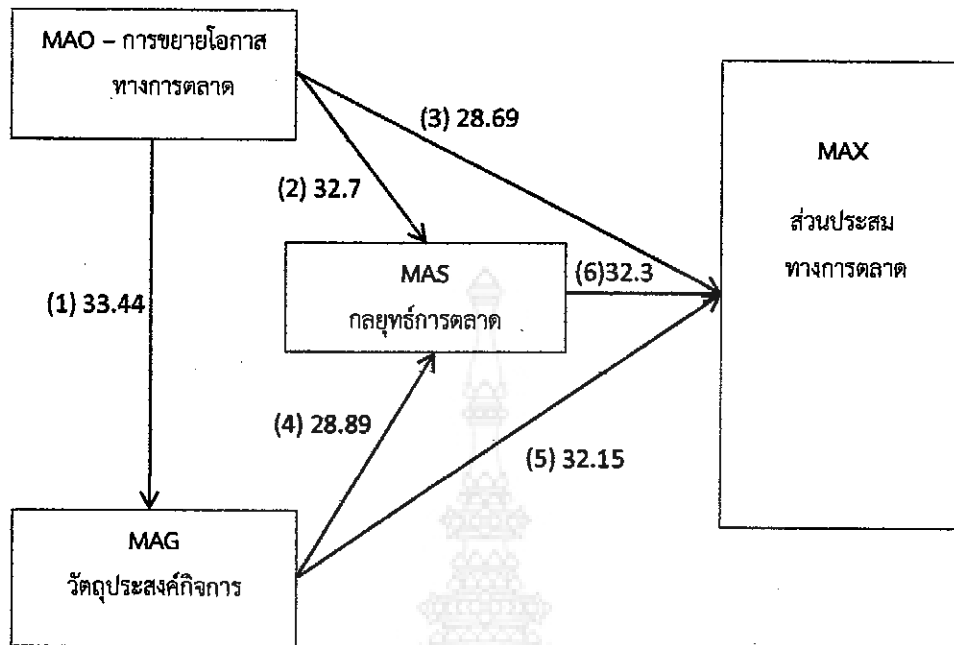 MAO – การขยายโอกาส
ทางการตลาด
(3) 28.69
MAX
ส่วนประสม
ทางการตลาด
(2) 32.7
MAS
กลยุทธ์การตลาด
(6)32.3
(1) 33.44
(4) 28.89
(5) 32.15
MAG
วัตถุประสงค์กิจการ